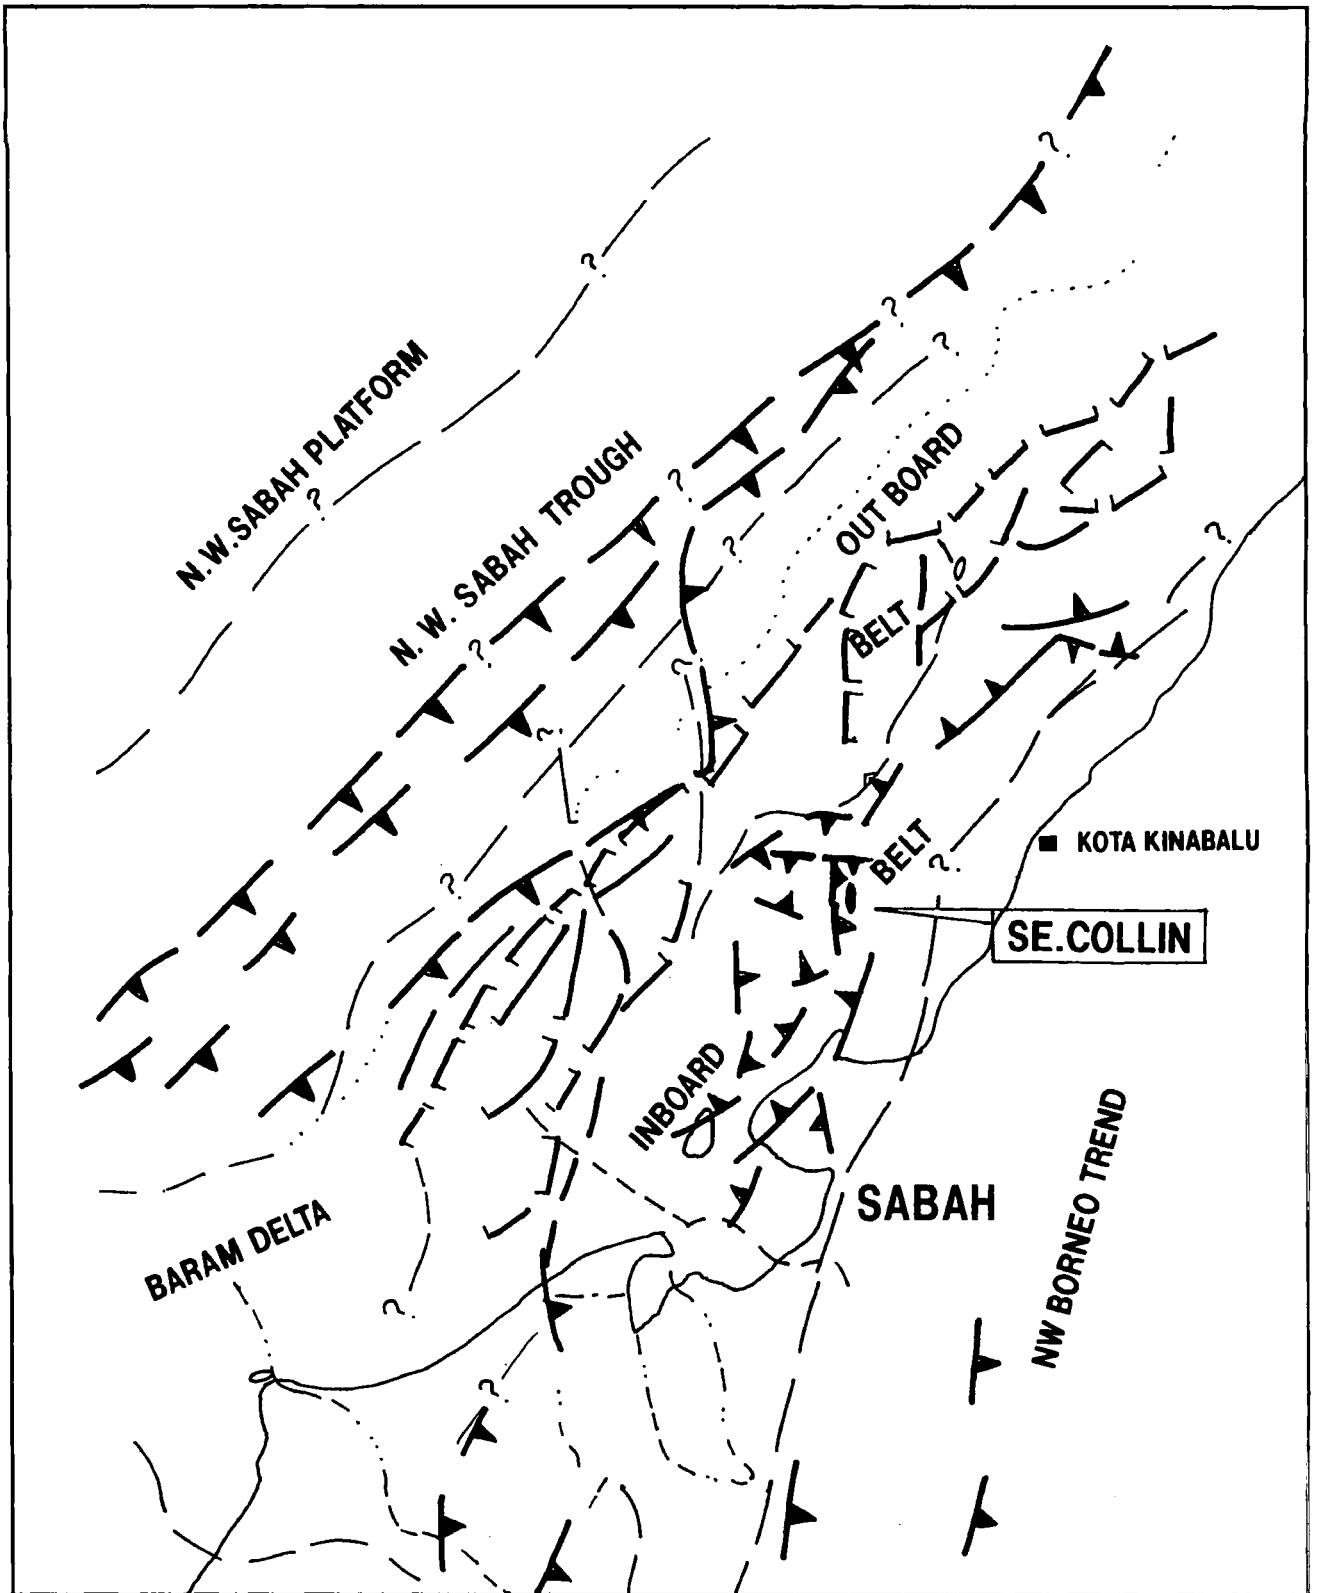 N.W.SABAH PLATFORM
?
?
?
?
?
N.W. SABAH TROUGH
?
?
?
?
?
?
OUT BOARD
BELT
?
?
KOTA KINABALU
BELT
?
SE.COLLIN
INBOARD
SABAH
NW BORNEO TREND
BARAM DELTA
?
?